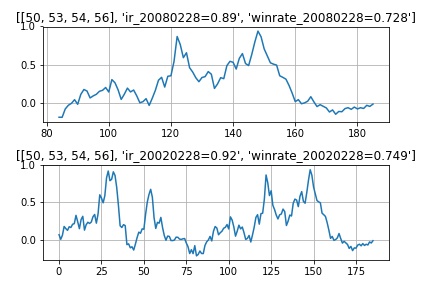 [[50, 53, 54, 56], 'ir_20080228=0.89', 'winrate_20080228=0.728']
1.0
0.5
0.0
80 100 120 140 160 180
[[50, 53, 54, 56], 'ir_20020228=0.92', 'winrate_20020228=0.749']
1.0
0.5
0.0
0 25 50 75 100 125 150 175